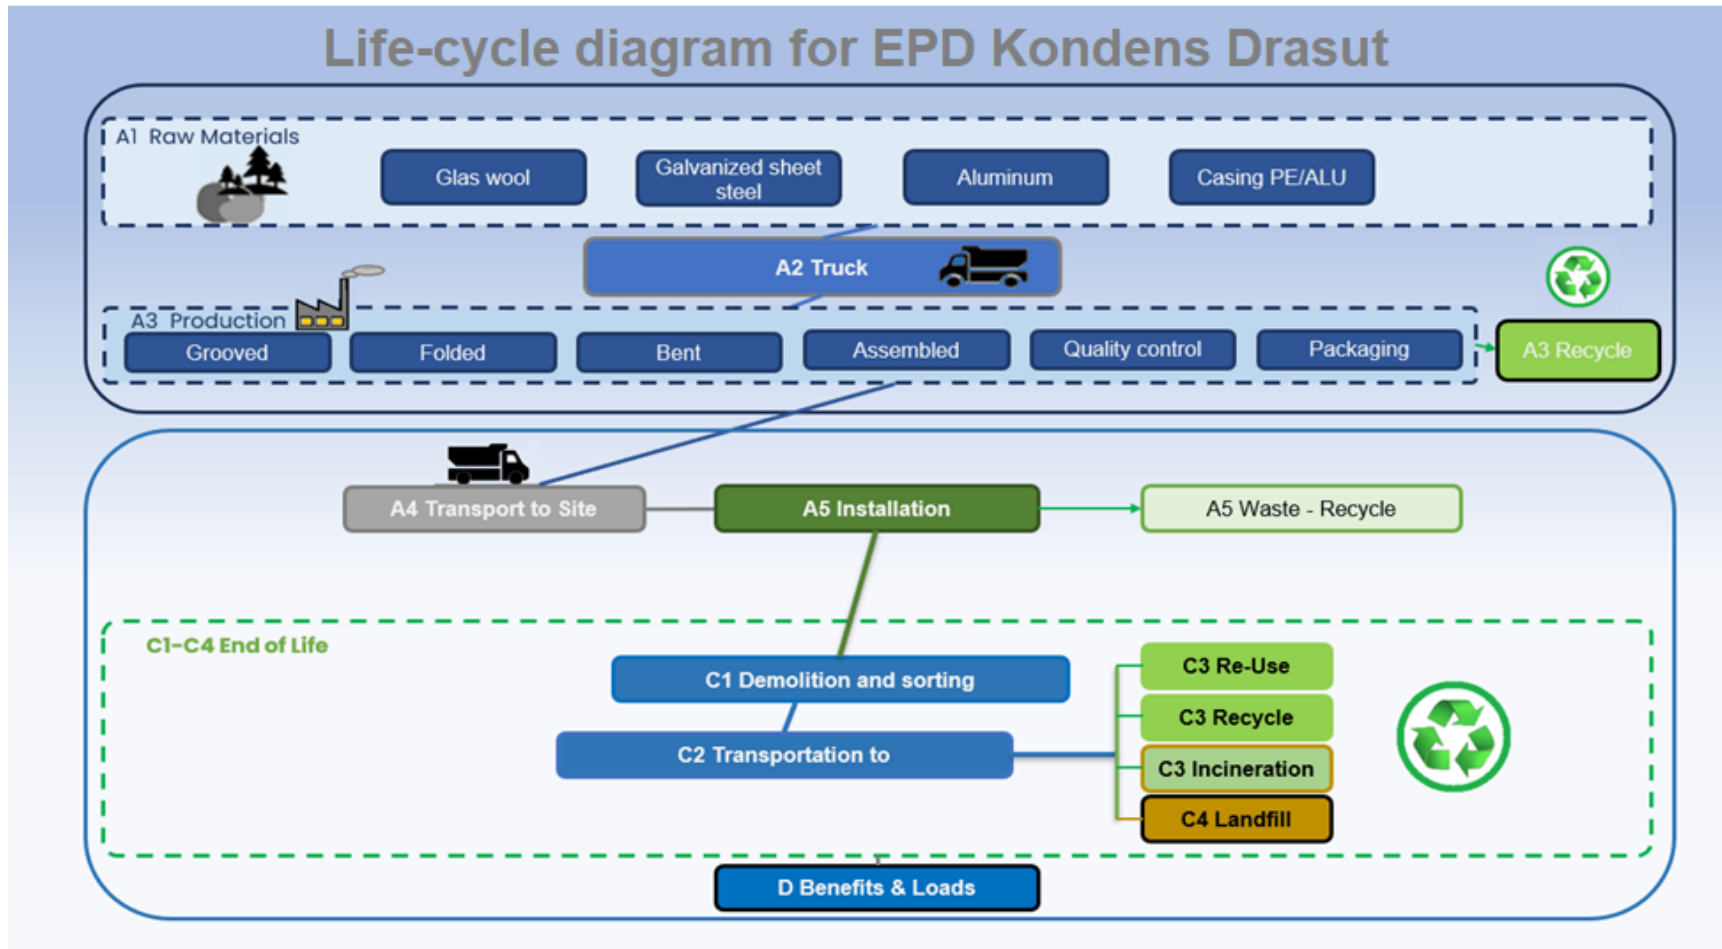 Life-cycle diagram for EPD Kondens Drasut
A1 Raw Materials
Glas wool
Galvanized sheet
steel
Aluminum
Casing PE/ALU
A2 Truck
A3 Production
Grooved
Folded
Bent
Assembled
Quality control
Packaging
A3 Recycle
A4 Transport to Site
A5 Installation
A5 Waste - Recycle
C1-C4 End of Life
C1 Demolition and sorting
C2 Transportation to
C3 Re-Use
C3 Recycle
C3 Incineration
C4 Landfill
D Benefits & Loads